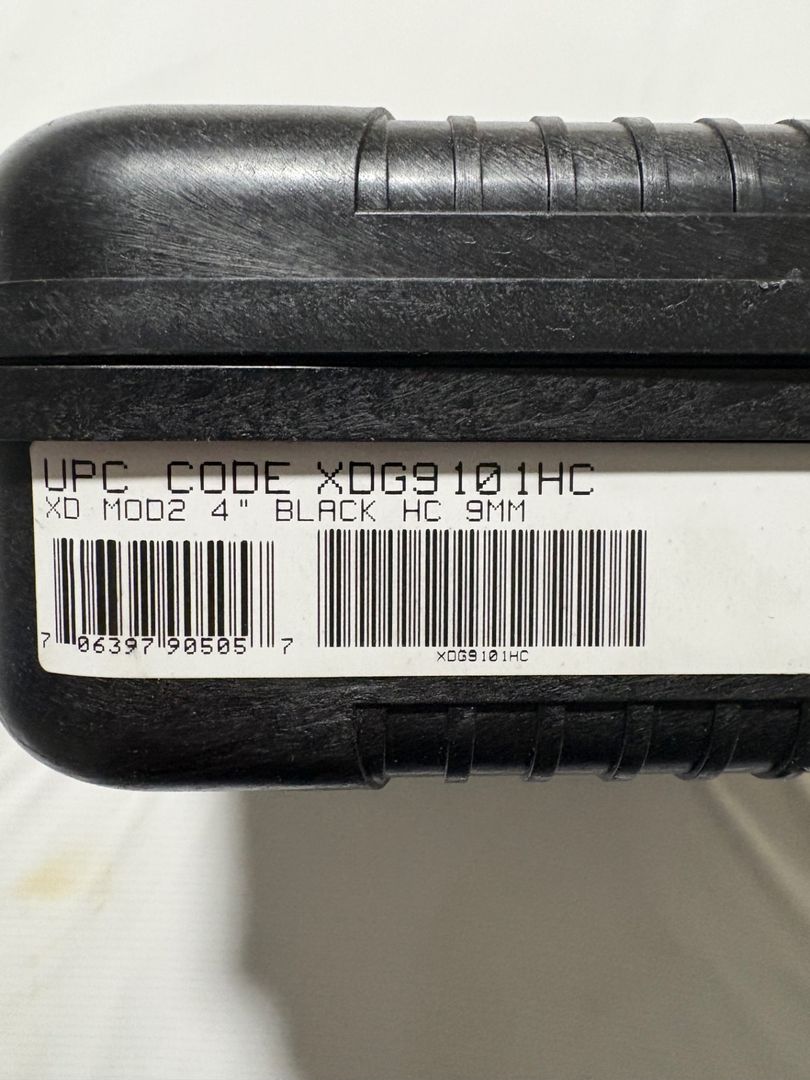 UPC CODE XDG9101HC
XD MOD2 4" BLACK HC 9MM
7 06397 90505 7
XDG9101HC